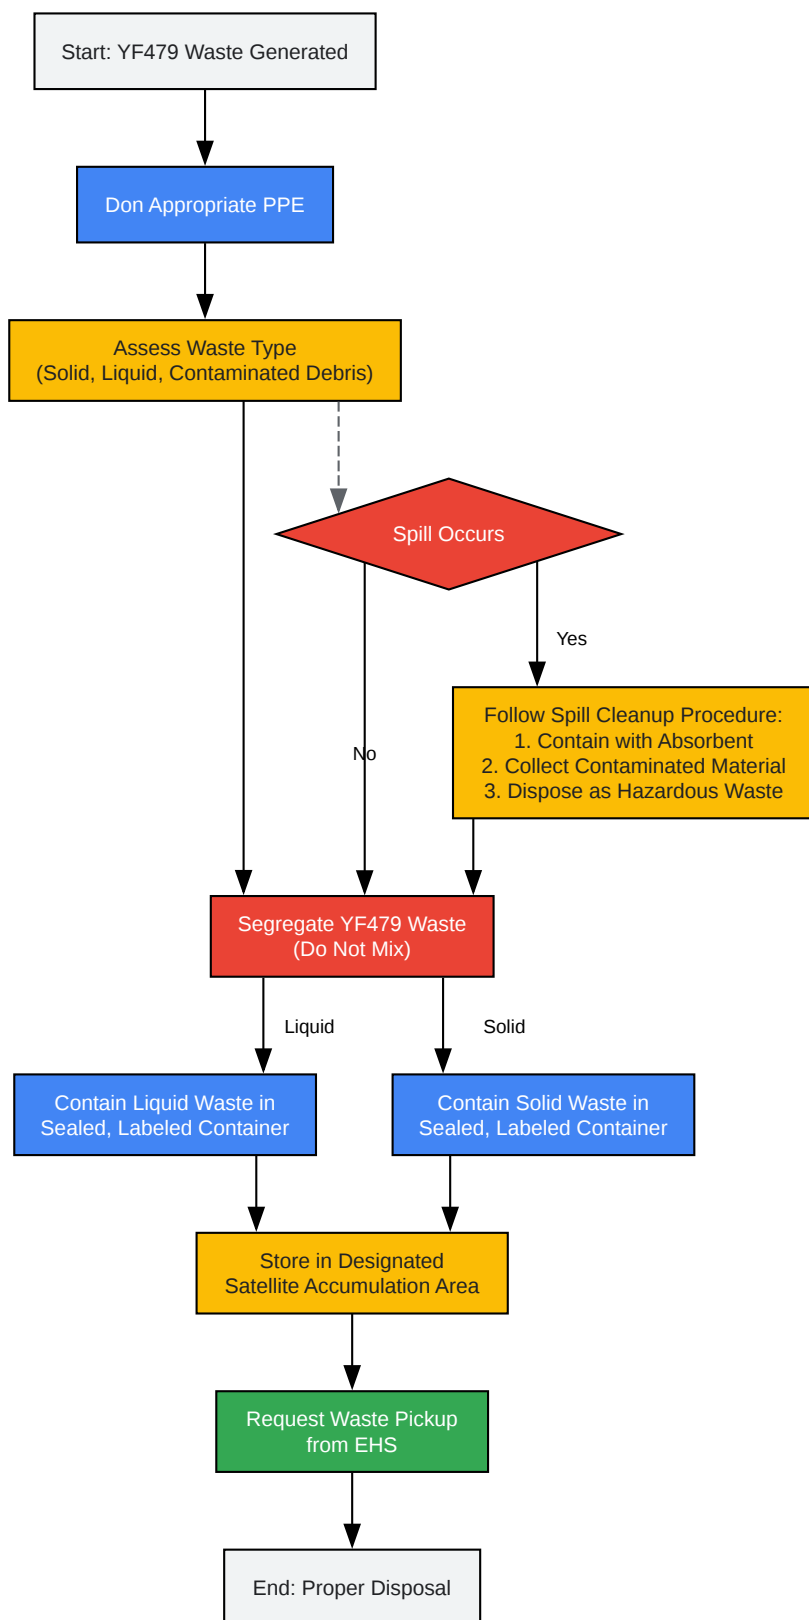 Start: YF479 Waste Generated
Don Appropriate PPE
Assess Waste Type
(Solid, Liquid, Contaminated Debris)
Spill Occurs
Yes
Follow Spill Cleanup Procedure:
1. Contain with Absorbent
2. Collect Contaminated Material
3. Dispose as Hazardous Waste
No
Segregate YF479 Waste
(Do Not Mix)
Liquid
Solid
Contain Liquid Waste in
Sealed, Labeled Container
Contain Solid Waste in
Sealed, Labeled Container
Store in Designated
Satellite Accumulation Area
Request Waste Pickup
from EHS
End: Proper Disposal